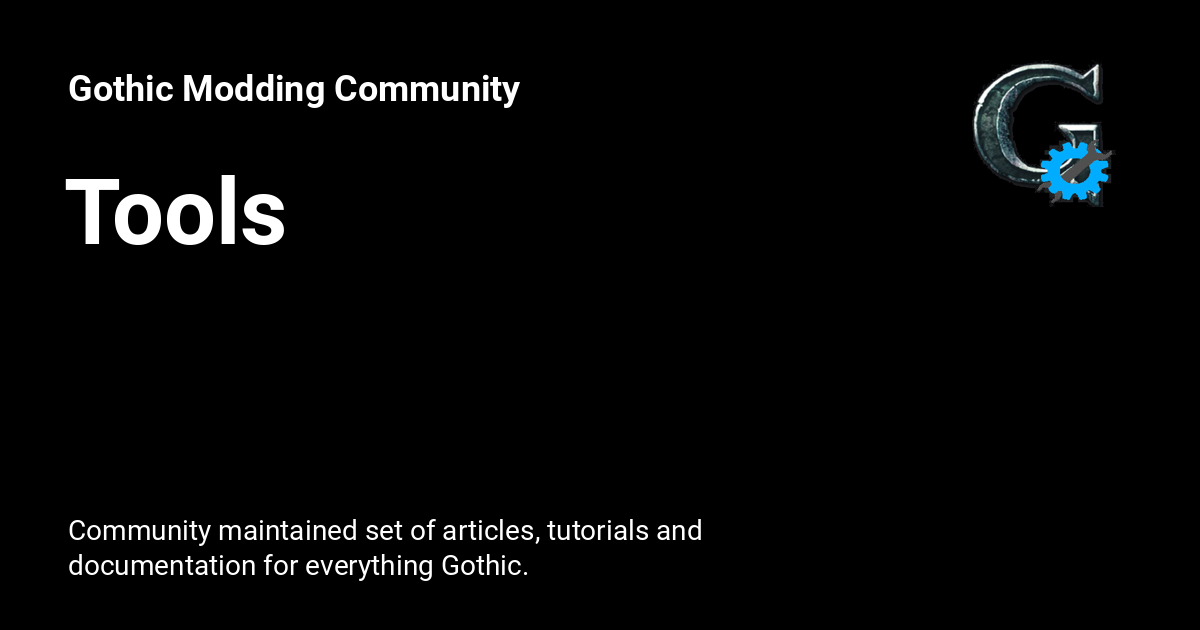 Gothic Modding Community
G
Tools
Community maintained set of articles, tutorials and
documentation for everything Gothic.